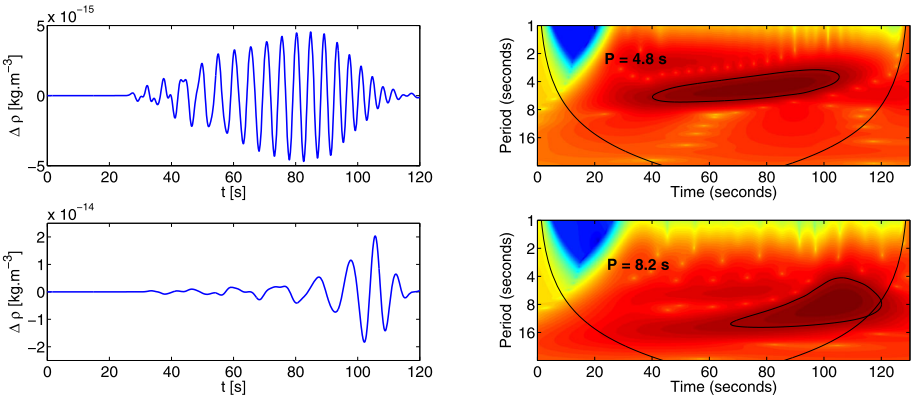 x 10^-15
5
0
−5
Δ ρ [kg.m^-3]
0 20 40 60 80 100 120
t [s]
1
2
4
8
16
Period (seconds)
P = 4.8 s
0 20 40 60 80 100 120
Time (seconds)
x 10^-14
2
1
0
−1
−2
Δ ρ [kg.m^-3]
0 20 40 60 80 100 120
t [s]
1
2
4
8
16
Period (seconds)
P = 8.2 s
0 20 40 60 80 100 120
Time (seconds)